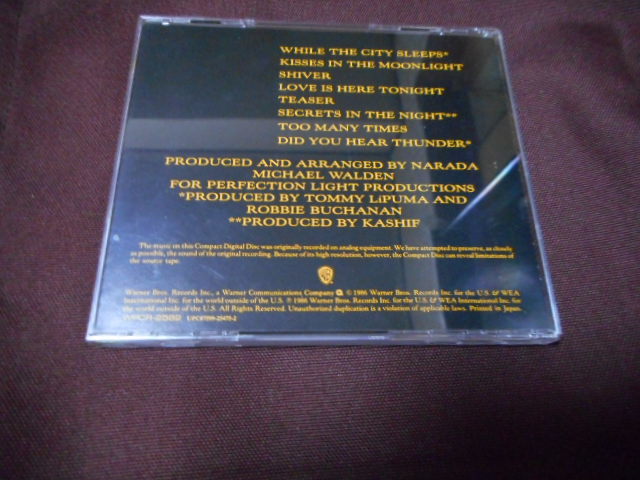 WHILE THE CITY SLEEPS*
KISSES IN THE MOONLIGHT
SHIVER
LOVE IS HERE TONIGHT
TEASER
SECRETS IN THE NIGHT**
TOO MANY TIMES
DID YOU HEAR THUNDER*
PRODUCED AND ARRANGED BY NARADA
MICHAEL WALDEN
FOR PERFECTION LIGHT PRODUCTIONS
*PRODUCED BY TOMMY LiPUMA AND
ROBBIE BUCHANAN
**PRODUCED BY KASHIF
The music on this Compact Digital Disc was originally recorded on analog equipment. We have attempted to preserve, as closely
as possible, the sound of the original recording. Because of its high resolution, however, the Compact Disc can reveal limitations of
the source tape.
WB
Warner Bros. Records Inc., a Warner Communications Company © 1986 Warner Bros. Records Inc. for the U.S. & WEA
International Inc. for the world outside of the U.S. ℗ 1986 Warner Bros. Records Inc. for the U.S. & WEA International Inc. for
the world outside of the U.S. All Rights Reserved. Unauthorized duplication is a violation of applicable laws. Printed in Japan.
WPCR-2582